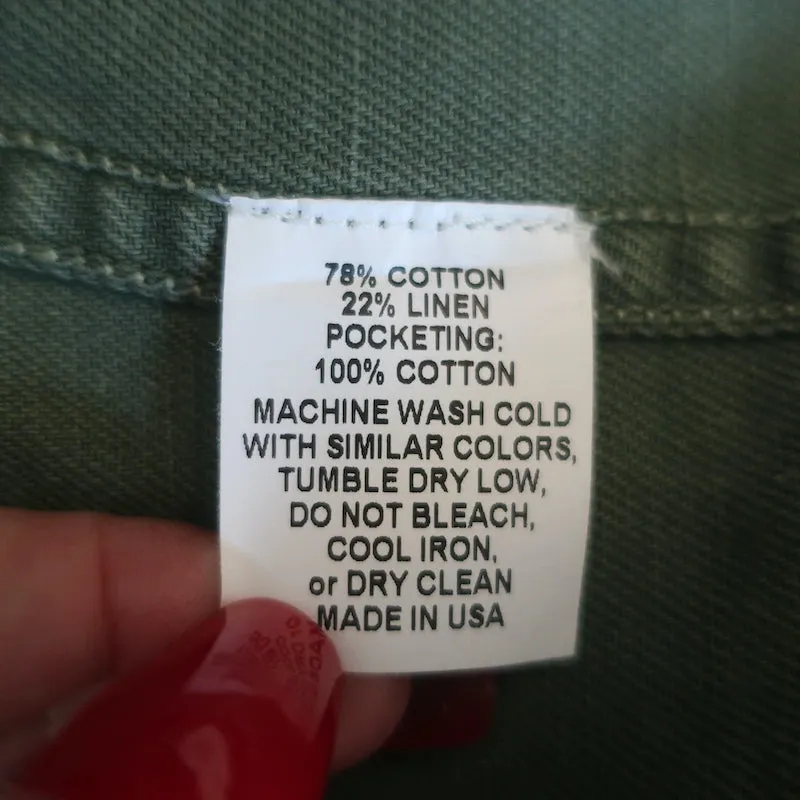 78% COTTON
22% LINEN
POCKETING:
100% COTTON
MACHINE WASH COLD
WITH SIMILAR COLORS,
TUMBLE DRY LOW,
DO NOT BLEACH,
COOL IRON,
or DRY CLEAN
MADE IN USA